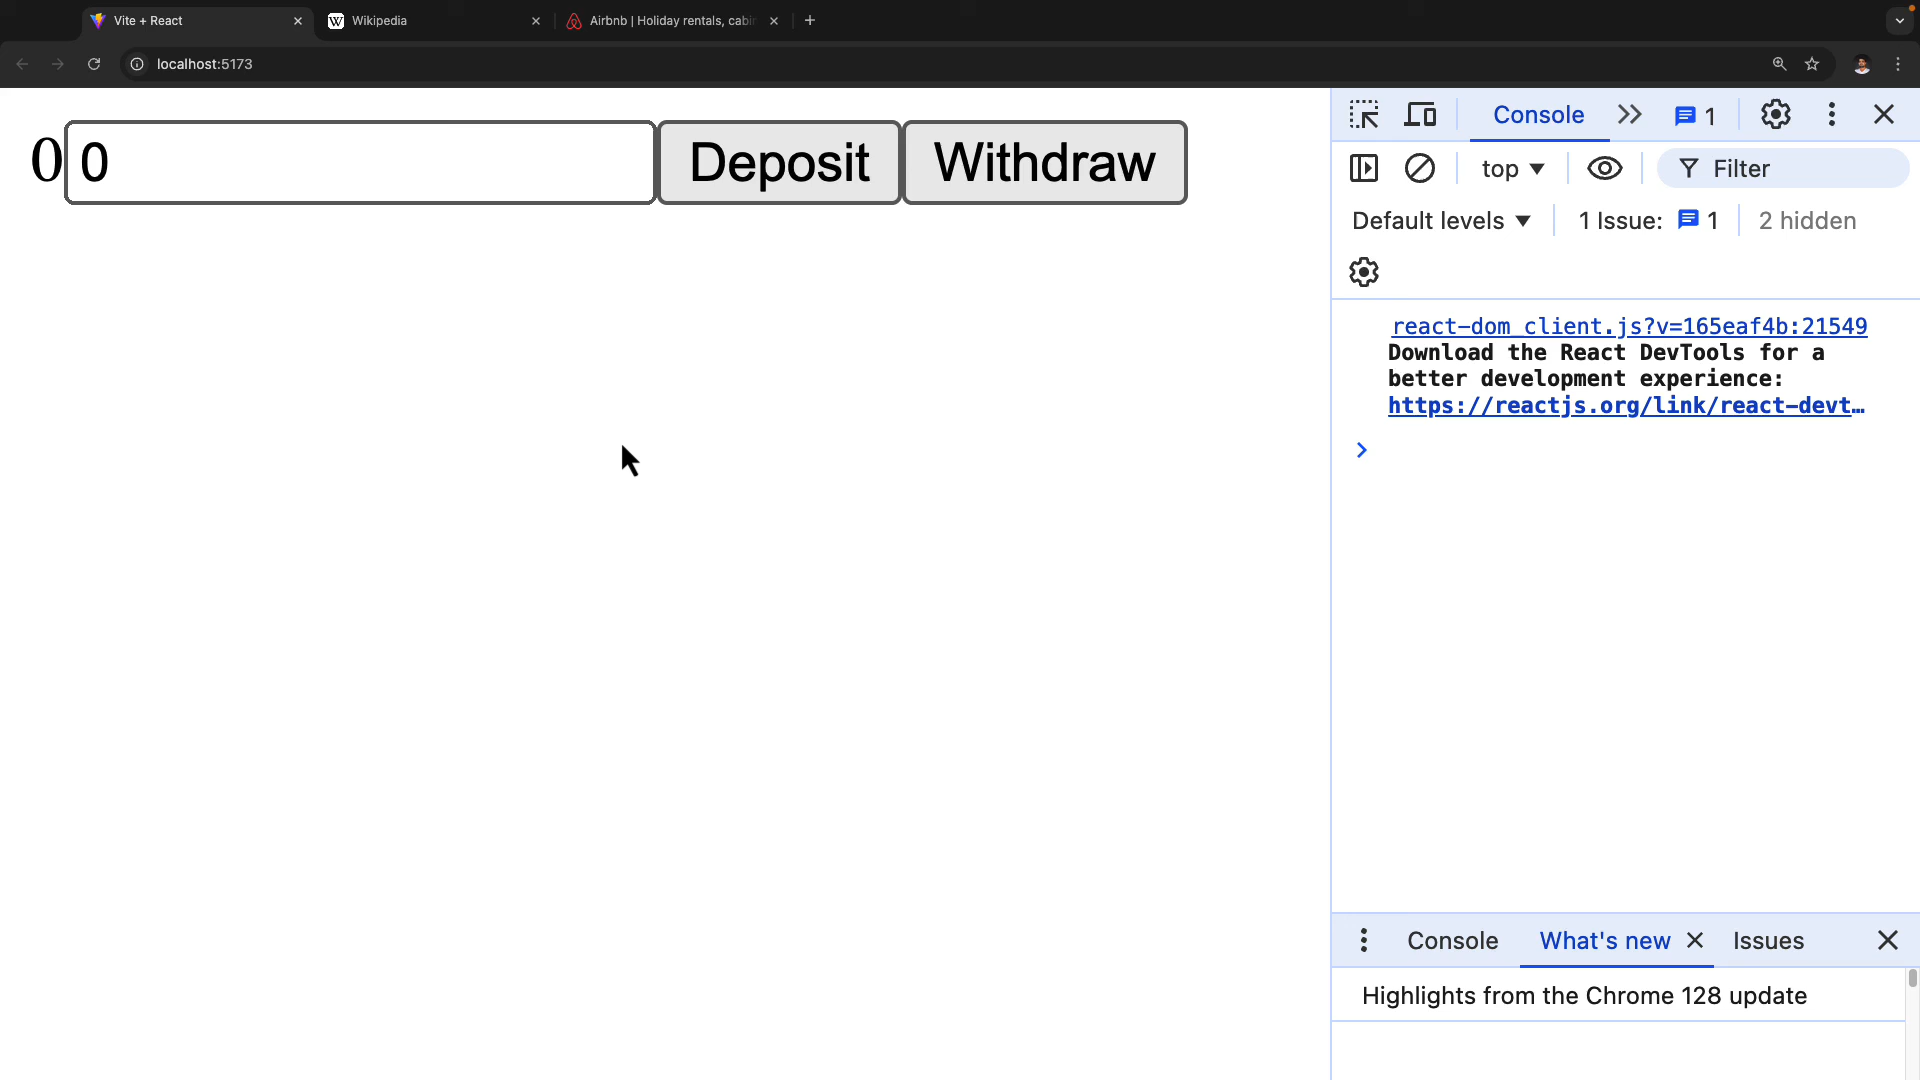 Vite + React
Wikipedia
Airbnb | Holiday rentals, cabi
localhost:5173
0
0
Deposit
Withdraw
Console
1
top
Filter
Default levels
1 Issue:
1
2 hidden
react-dom_client.js?v=165eaf4b:21549
Download the React DevTools for a
better development experience:
https://reactjs.org/link/react-devt…
Console
What's new
Issues
Highlights from the Chrome 128 update